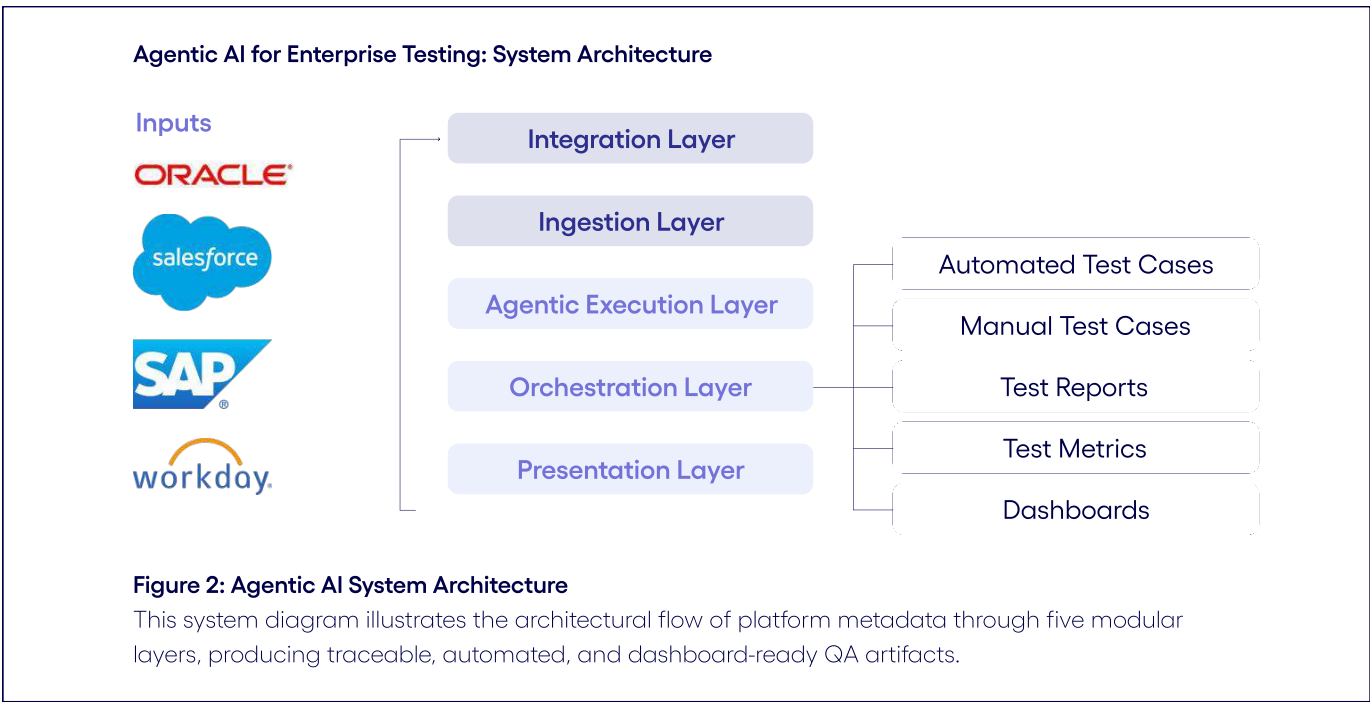 Agentic AI for Enterprise Testing: System Architecture
Inputs
ORACLE®
salesforce
SAP®
workday.
Integration Layer
Ingestion Layer
Agentic Execution Layer
Orchestration Layer
Presentation Layer
Automated Test Cases
Manual Test Cases
Test Reports
Test Metrics
Dashboards
Figure 2: Agentic AI System Architecture
This system diagram illustrates the architectural flow of platform metadata through five modular
layers, producing traceable, automated, and dashboard-ready QA artifacts.